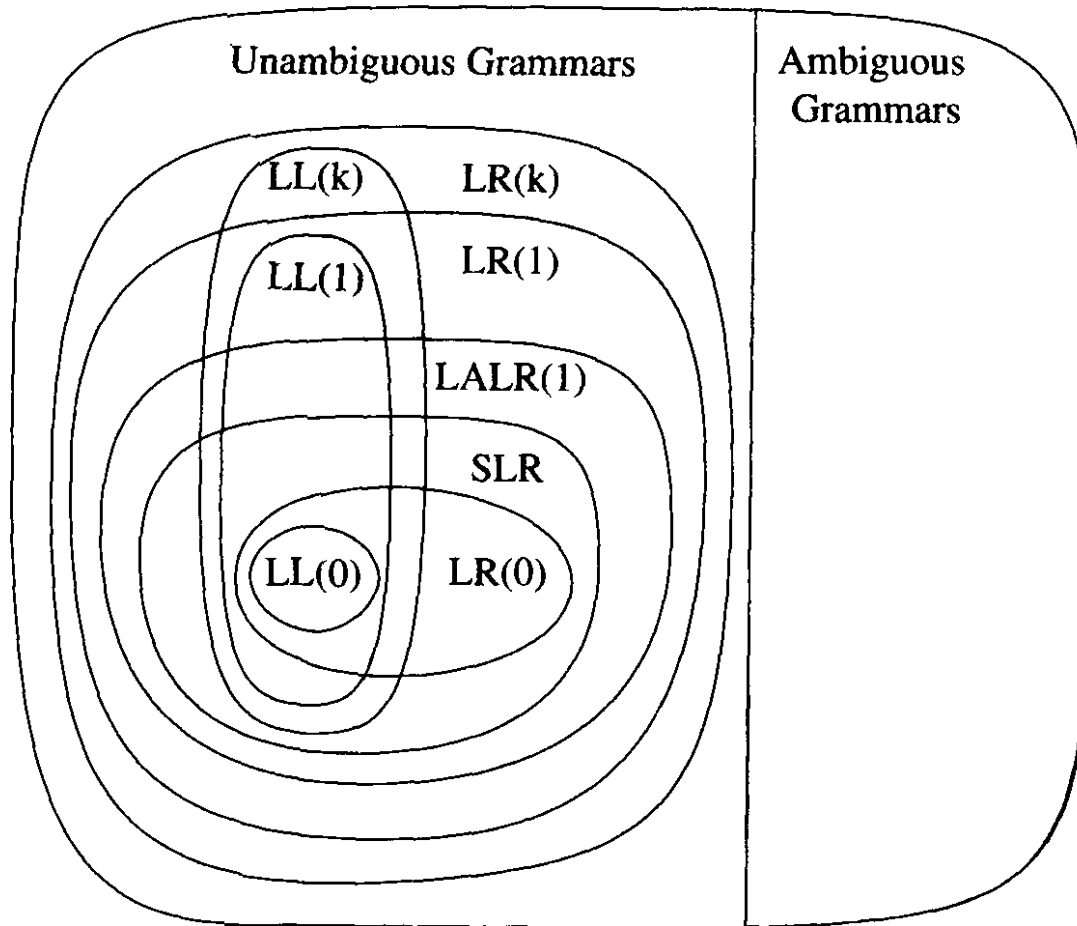 Unambiguous Grammars
Ambiguous
Grammars
LL(k)
LR(k)
LL(1)
LR(1)
LALR(1)
SLR
LL(0)
LR(0)